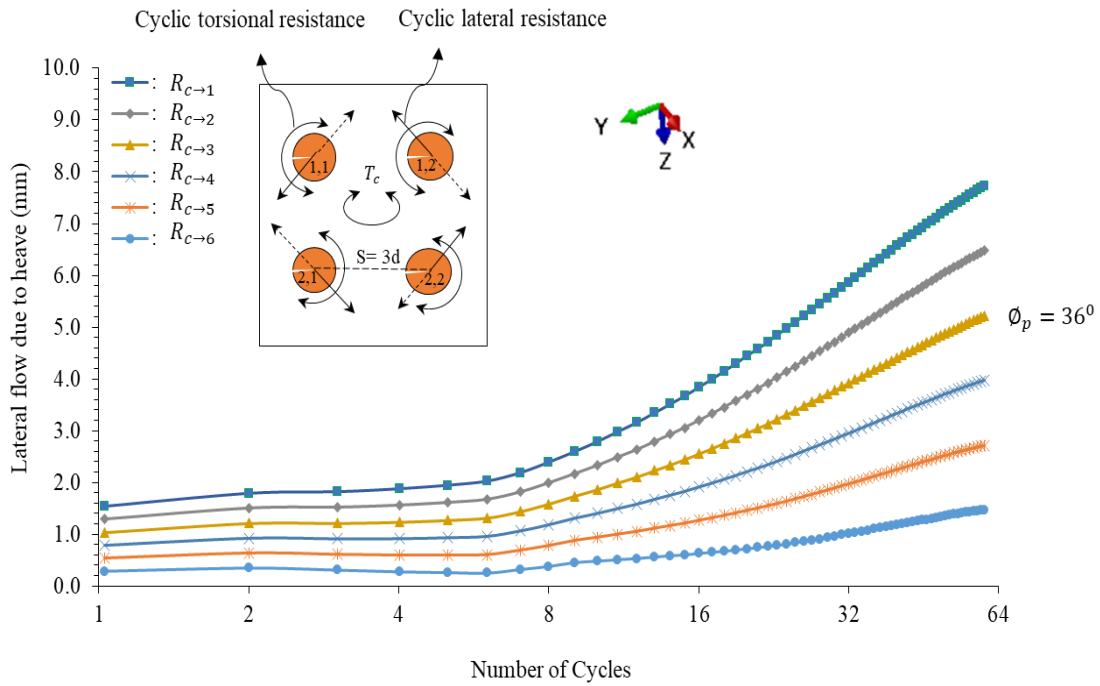 Cyclic torsional resistance
Cyclic lateral resistance
10.0
9.0
8.0
7.0
6.0
5.0
4.0
3.0
2.0
1.0
0.0
Lateral flow due to heave (mm)
: R_{c→1}
: R_{c→2}
: R_{c→3}
: R_{c→4}
: R_{c→5}
: R_{c→6}
1,1
1,2
T_c
S= 3d
2,1
2,2
Y
X
Z
∅_p = 36⁰
1
2
4
8
16
32
64
Number of Cycles